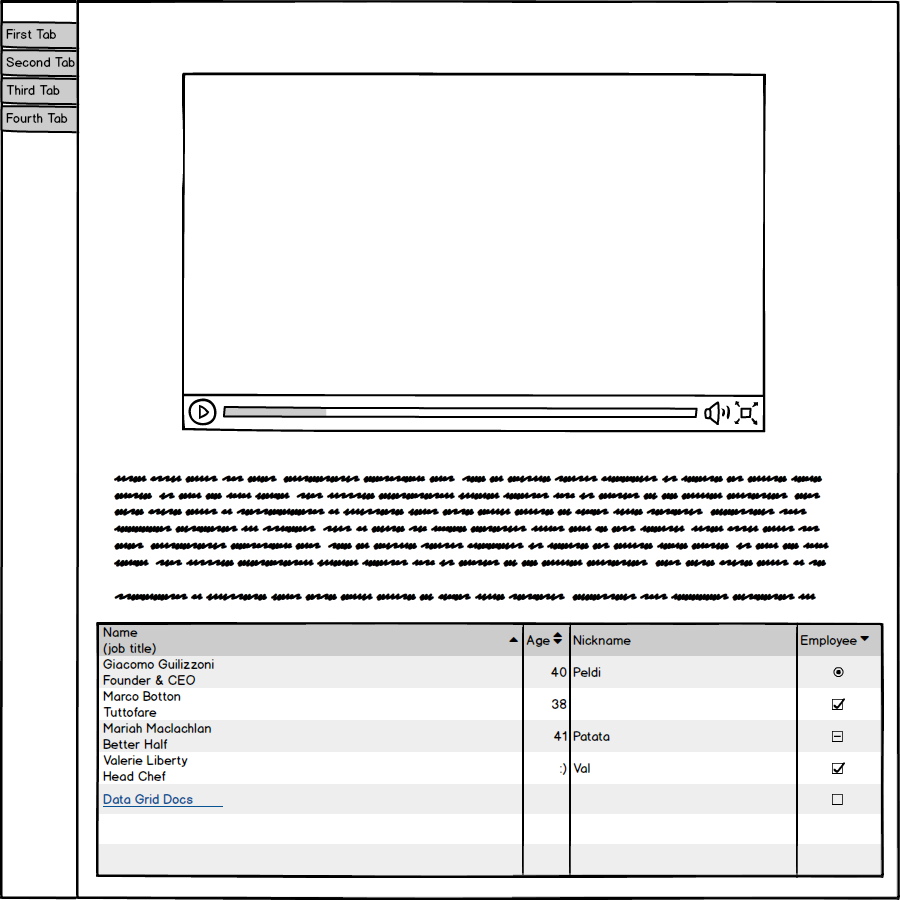 First Tab
Second Tab
Third Tab
Fourth Tab
Name
(job title)
Age
Nickname
Employee
Giacomo Guilizzoni
Founder & CEO
40
Peldi
Marco Botton
Tuttofare
38
Mariah Maclachlan
Better Half
41
Patata
Valerie Liberty
Head Chef
:)
Val
Data Grid Docs